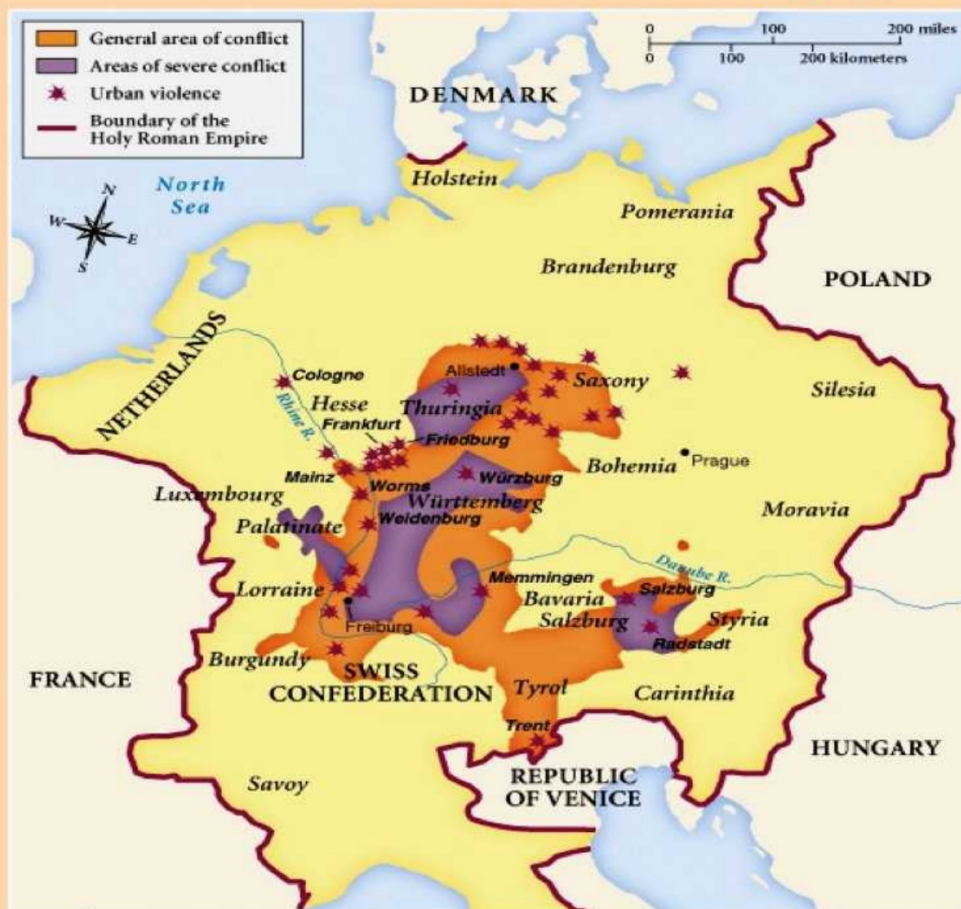 General area of conflict
Areas of severe conflict
Urban violence
Boundary of the
Holy Roman Empire
0 100 200 miles
0 100 200 kilometers
DENMARK
North
Sea
N
W
E
S
Holstein
Pomerania
Brandenburg
POLAND
NETHERLANDS
Cologne
Rhine R.
Hesse
Allstedt
Thuringia
Saxony
Silesia
Frankfurt
Friedburg
Mainz
Worms
Würzburg
Bohemia
Prague
Luxembourg
Württemberg
Weidenburg
Palatinate
Moravia
Danube R.
Lorraine
Memmingen
Bavaria
Salzburg
Salzburg
Styria
Freiburg
Radstadt
Burgundy
SWISS
CONFEDERATION
FRANCE
Tyrol
Carinthia
Trent
HUNGARY
REPUBLIC
OF VENICE
Savoy